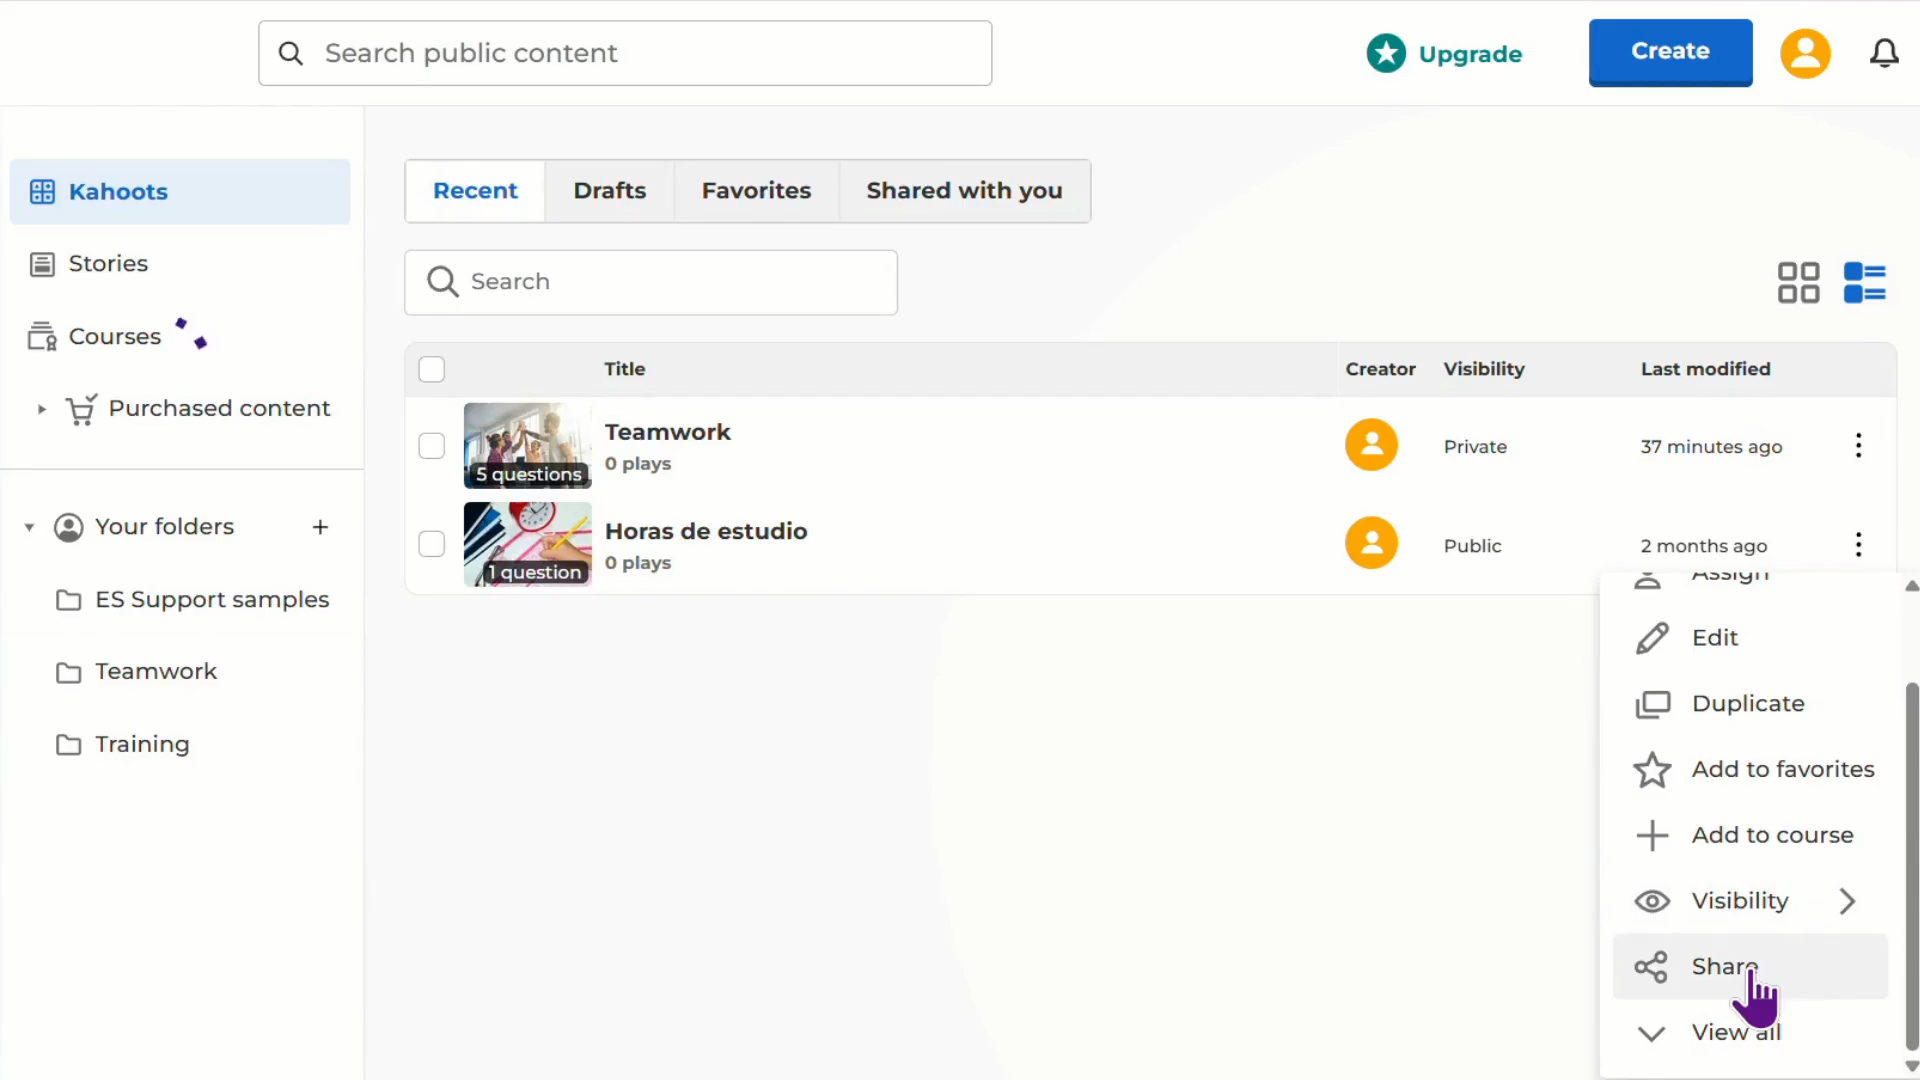 Search public content
Upgrade
Create
Kahoots
Stories
Courses
Purchased content
Your folders
ES Support samples
Teamwork
Training
Recent
Drafts
Favorites
Shared with you
Search
Title
Creator
Visibility
Last modified
5 questions
Teamwork
0 plays
Private
37 minutes ago
1 question
Horas de estudio
0 plays
Public
2 months ago
Assign
Edit
Duplicate
Add to favorites
Add to course
Visibility
Share
View all